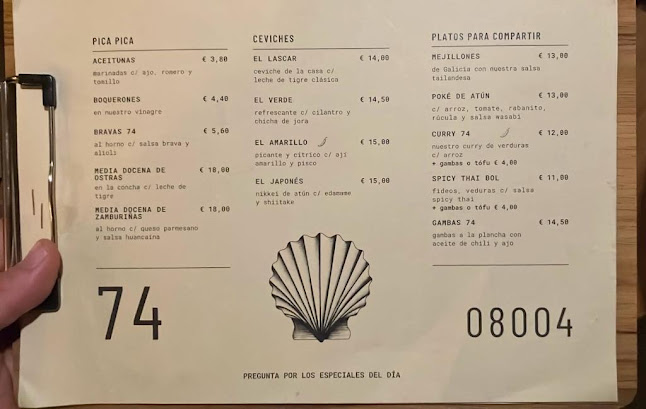 PICA PICA
ACEITUNAS € 3,80
marinadas c/ ajo, romero y
tomillo
BOQUERONES € 4,40
en nuestro vinagre
BRAVAS 74 € 5,60
al horno c/ salsa brava y
alioli
MEDIA DOCENA DE € 18,00
OSTRAS
en la concha c/ leche de
tigre
MEDIA DOCENA DE € 18,00
ZAMBURIÑAS
al horno c/ queso parmesano
y salsa huancaina
74
CEVICHES
EL LASCAR € 14,00
ceviche de la casa c/
leche de tigre clásica
EL VERDE € 14,50
refrescante c/ cilantro y
chicha de jora
EL AMARILLO € 15,00
picante y cítrico c/ ají
amarillo y pisco
EL JAPONÉS € 15,00
nikkei de atún c/ edamame
y shiitake
PLATOS PARA COMPARTIR
MEJILLONES € 13,00
de Galicia con nuestra salsa
tailandesa
POKÉ DE ATÚN € 13,00
c/ arroz, tomate, rabanito,
rúcula y salsa wasabi
CURRY 74 € 12,00
nuestro curry de verduras
c/ arroz
+ gambas o tófu € 4,00
SPICY THAI BOL € 11,00
fideos, veduras c/ salsa
spicy thai
+ gambas o tófu € 4,00
GAMBAS 74 € 14,50
gambas a la plancha con
aceite de chili y ajo
08004
PREGUNTA POR LOS ESPECIALES DEL DÍA